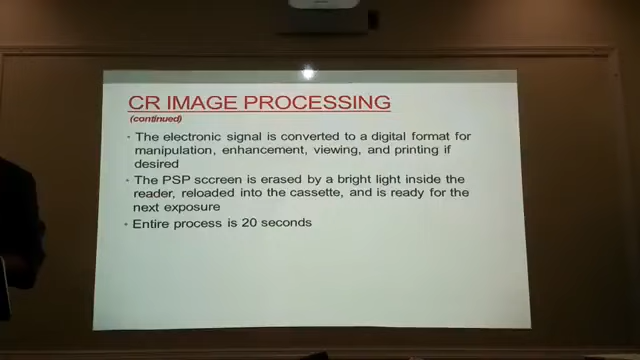 CR IMAGE PROCESSING
(continued)
• The electronic signal is converted to a digital format for
manipulation, enhancement, viewing, and printing if
desired
• The PSP sccreen is erased by a bright light inside the
reader, reloaded into the cassette, and is ready for the
next exposure
• Entire process is 20 seconds